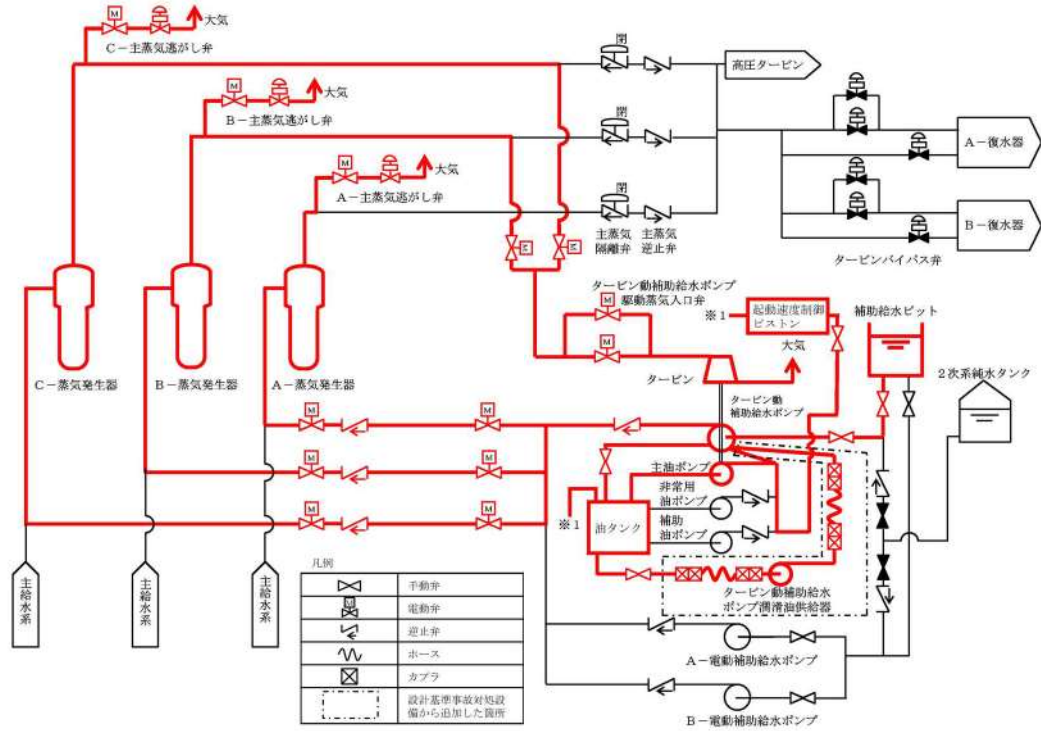 大気
C－主蒸気逃がし弁
閉
高圧タービン
大気
B－主蒸気逃がし弁
閉
A－復水器
大気
A－主蒸気逃がし弁
閉
主蒸気
隔離弁
主蒸気
逆止弁
B－復水器
タービンバイパス弁
タービン動補助給水ポンプ
駆動蒸気入口弁
※1
起動速度制御
ピストン
補助給水ピット
大気
2次系純水タンク
C－蒸気発生器
B－蒸気発生器
A－蒸気発生器
タービン
タービン動
補助給水ポンプ
主油ポンプ
非常用
油ポンプ
補助
油ポンプ
※1
油タンク
タービン動補助給水
ポンプ潤滑油供給器
主給水系
主給水系
主給水系
凡例
手動弁
M
電動弁
逆止弁
ホース
カプラ
設計基準事故対処設
備から追加した箇所
A－電動補助給水ポンプ
B－電動補助給水ポンプ
M
M
M
M
M
M
M
M
M
M
M
M
M